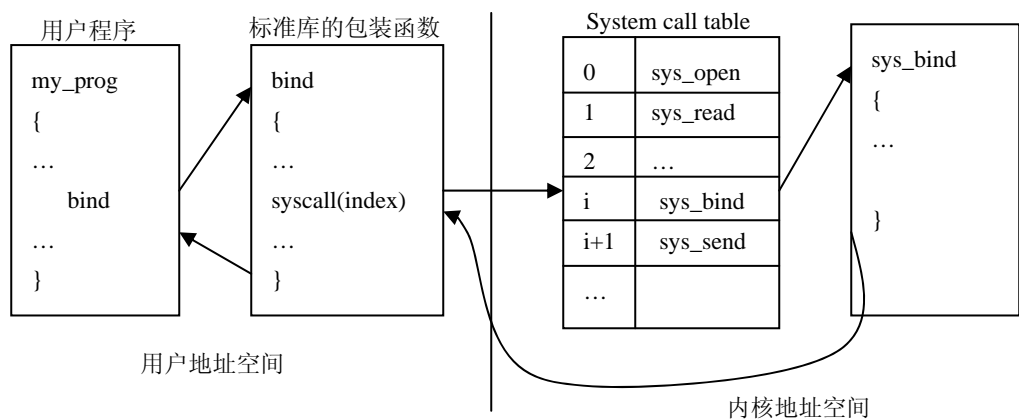 用户程序
my_prog
{
…
bind
…
}
标准库的包装函数
bind
{
…
syscall(index)
…
}
用户地址空间
System call table
0 sys_open
1 sys_read
2 …
i sys_bind
i+1 sys_send
…
sys_bind
{
…
}
内核地址空间